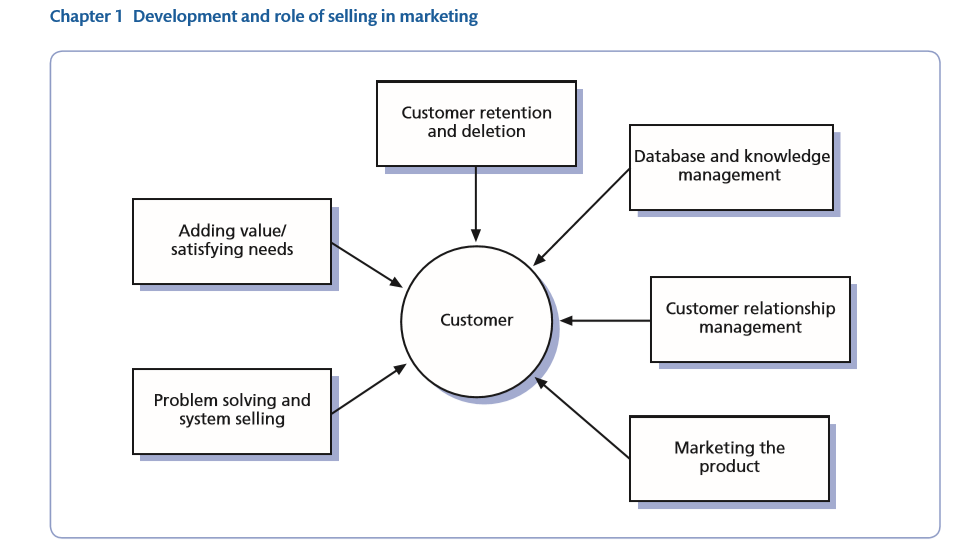 Chapter 1 Development and role of selling in marketing
Customer retention
and deletion
Database and knowledge
management
Adding value/
satisfying needs
Customer relationship
management
Customer
Problem solving and
system selling
Marketing the
product